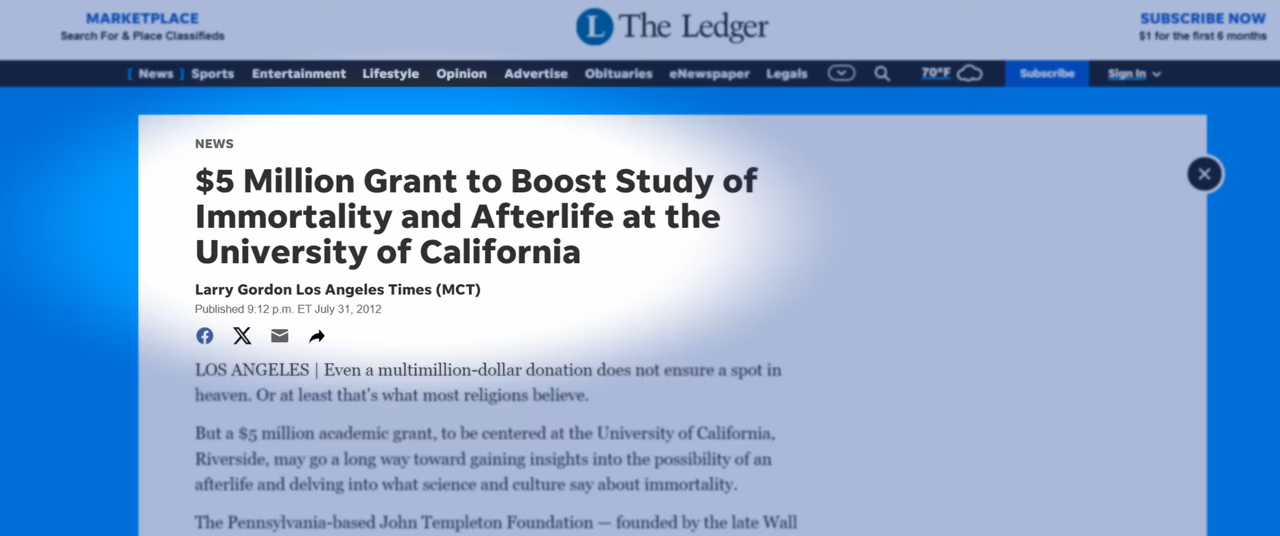 MARKETPLACE
Search For & Place Classifieds
L The Ledger
SUBSCRIBE NOW
$1 for the first 6 months
[ News ] Sports Entertainment Lifestyle Opinion Advertise Obituaries eNewspaper Legals 70°F Subscribe Sign In
NEWS
$5 Million Grant to Boost Study of
Immortality and Afterlife at the
University of California
Larry Gordon Los Angeles Times (MCT)
Published 9:12 p.m. ET July 31, 2012
LOS ANGELES | Even a multimillion-dollar donation does not ensure a spot in
heaven. Or at least that's what most religions believe.
But a $5 million academic grant, to be centered at the University of California,
Riverside, may go a long way toward gaining insights into the possibility of an
afterlife and delving into what science and culture say about immortality.
The Pennsylvania-based John Templeton Foundation — founded by the late Wall